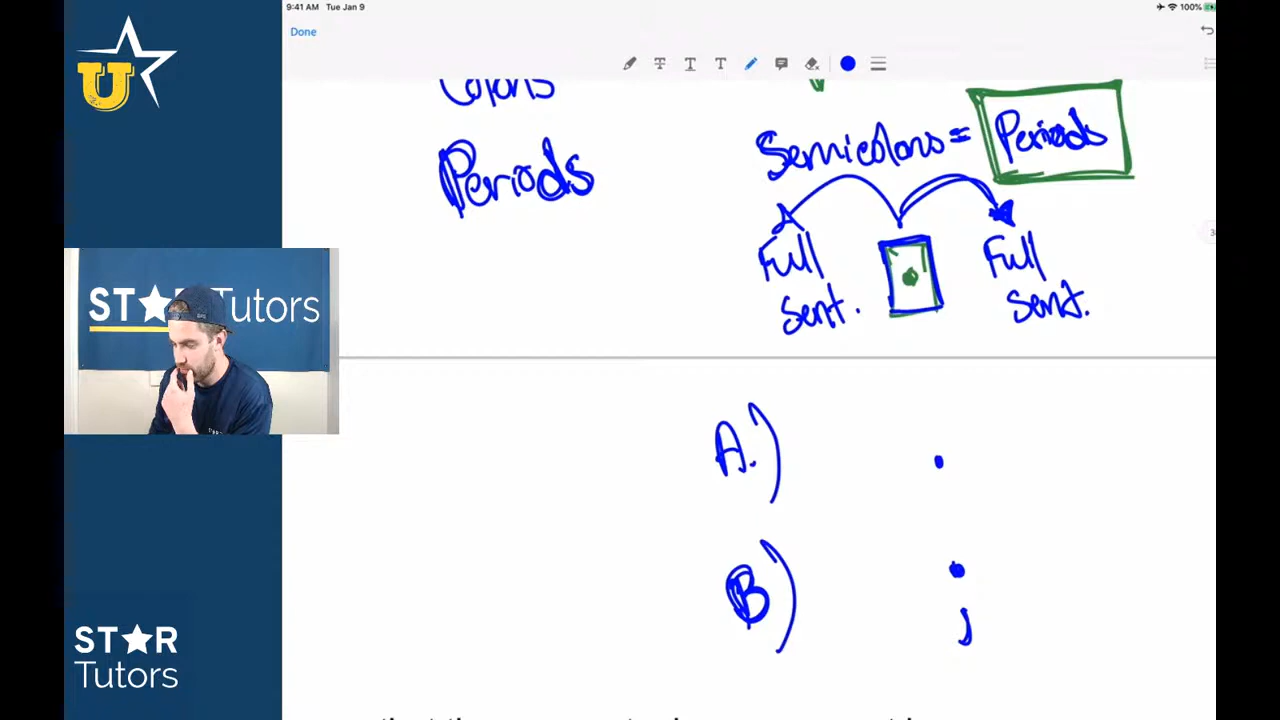 9:41 AM Tue Jan 9
100%
Done
T T T
U
Colons
Periods
Semicolons = Periods
Full sent. . Full sent.
STAR Tutors
A.) .
B.) ;
STAR
Tutors